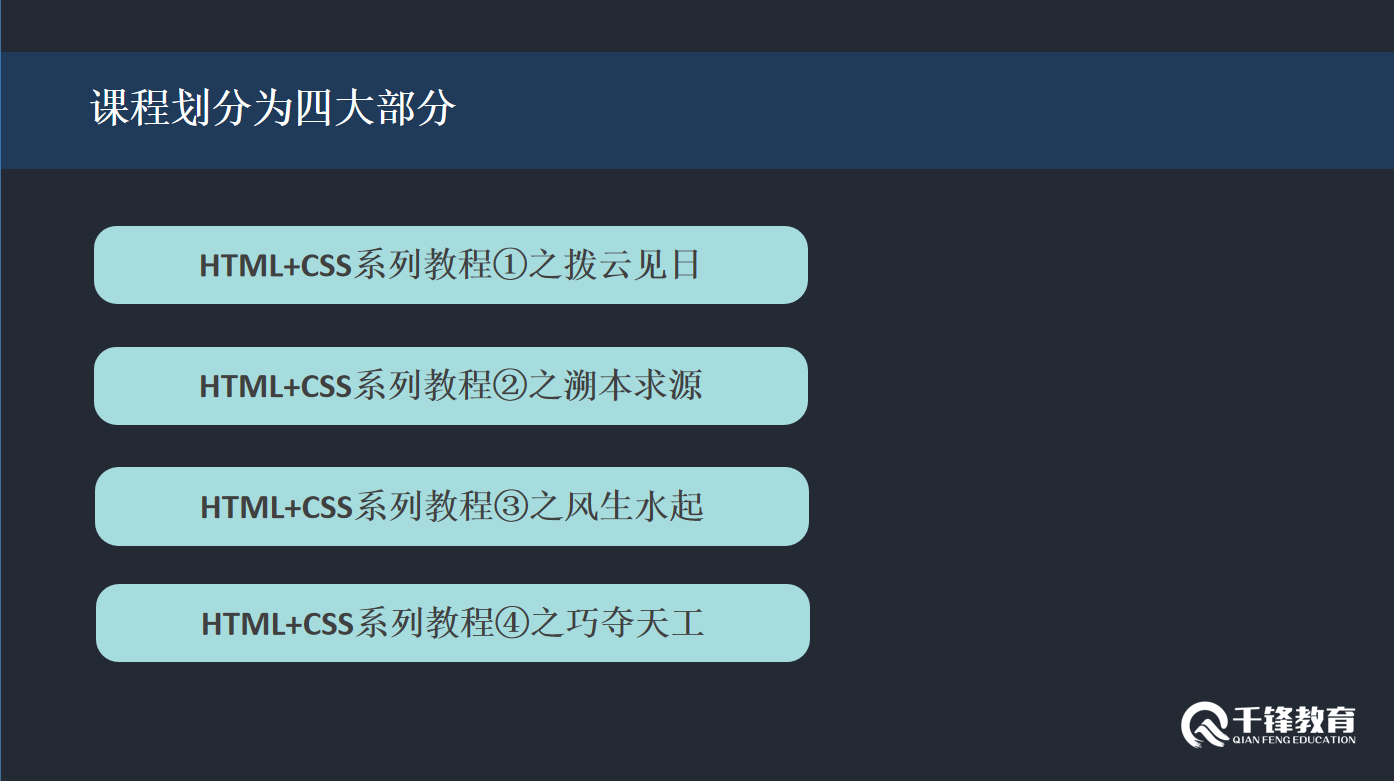 课程划分为四大部分
HTML+CSS系列教程①之拨云见日
HTML+CSS系列教程②之溯本求源
HTML+CSS系列教程③之风生水起
HTML+CSS系列教程④之巧夺天工
千锋教育
QIAN FENG EDUCATION